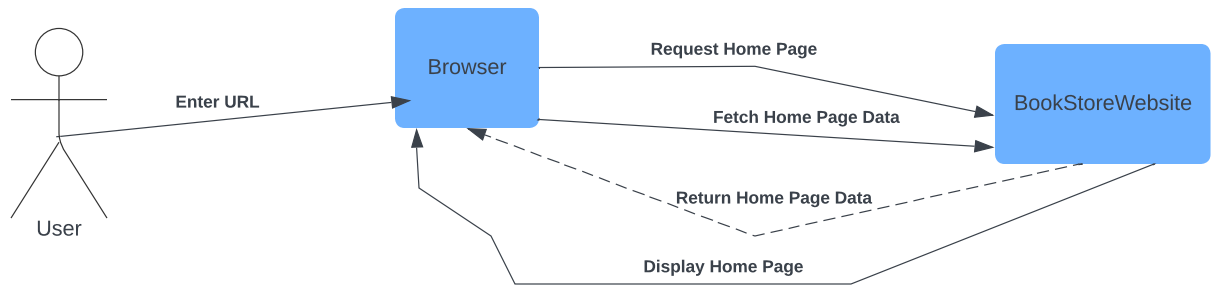 Request Home Page
Browser
Enter URL
BookStoreWebsite
Fetch Home Page Data
Return Home Page Data
User
Display Home Page